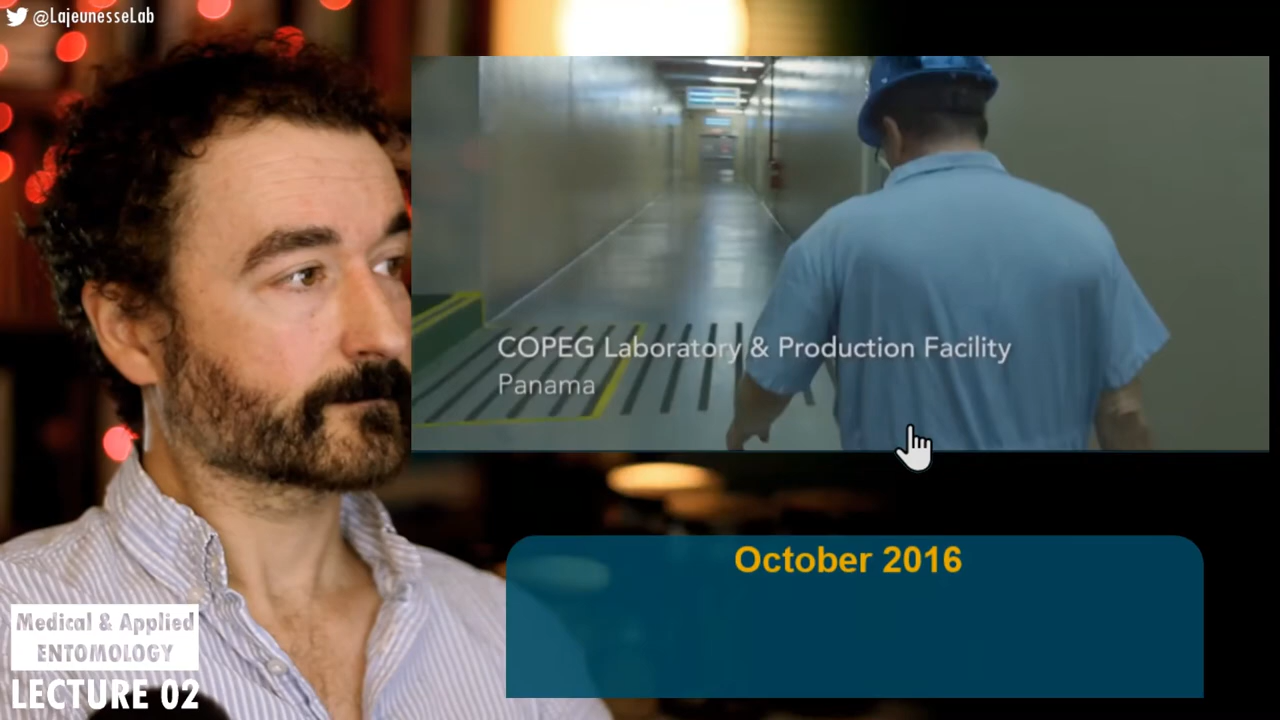 @LajeunesseLab
COPEG Laboratory & Production Facility
Panama
October 2016
Medical & Applied
ENTOMOLOGY
LECTURE 02